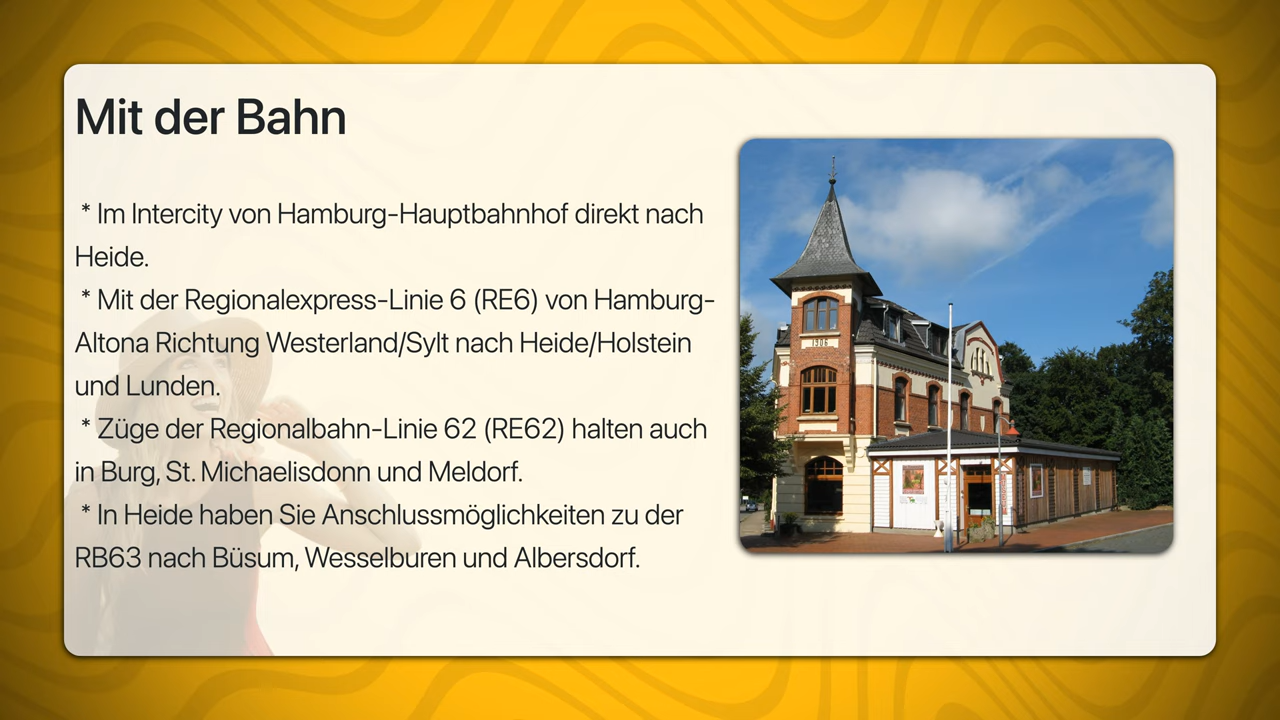 Mit der Bahn
* Im Intercity von Hamburg-Hauptbahnhof direkt nach
Heide.
* Mit der Regionalexpress-Linie 6 (RE6) von Hamburg-
Altona Richtung Westerland/Sylt nach Heide/Holstein
und Lunden.
* Züge der Regionalbahn-Linie 62 (RE62) halten auch
in Burg, St. Michaelisdonn und Meldorf.
* In Heide haben Sie Anschlussmöglichkeiten zu der
RB63 nach Büsum, Wesselburen und Albersdorf.
1906